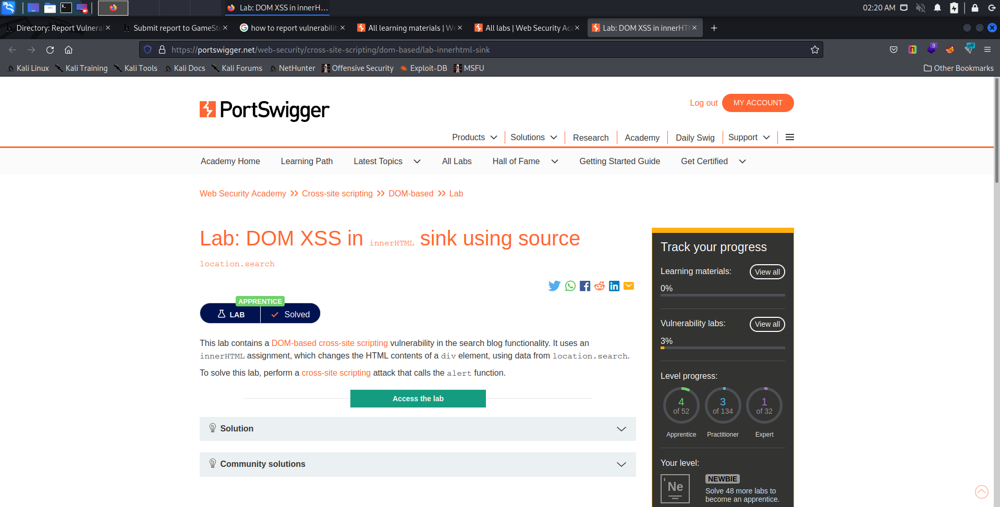 Lab: DOM XSS in innerH...
02:20 AM
Directory: Report Vulnera
Submit report to GameSto
how to report vulnerabilit
All learning materials | We
All labs | Web Security Aca
Lab: DOM XSS in innerHT
https://portswigger.net/web-security/cross-site-scripting/dom-based/lab-innerhtml-sink
9
off
Kali Linux
Kali Training
Kali Tools
Kali Docs
Kali Forums
NetHunter
Offensive Security
Exploit-DB
MSFU
Other Bookmarks
PortSwigger
Log out
MY ACCOUNT
Products
Solutions
Research
Academy
Daily Swig
Support
Academy Home
Learning Path
Latest Topics
All Labs
Hall of Fame
Getting Started Guide
Get Certified
Web Security Academy >> Cross-site scripting >> DOM-based >> Lab
Lab: DOM XSS in innerHTML sink using source
location.search
APPRENTICE
LAB
Solved
This lab contains a DOM-based cross-site scripting vulnerability in the search blog functionality. It uses an
innerHTML assignment, which changes the HTML contents of a div element, using data from location.search.
To solve this lab, perform a cross-site scripting attack that calls the alert function.
Access the lab
Solution
Community solutions
Track your progress
Learning materials:
View all
0%
Vulnerability labs:
View all
3%
Level progress:
4
of 52
3
of 134
1
of 32
Apprentice
Practitioner
Expert
Your level:
Ne
NEWBIE
Solve 48 more labs to
become an apprentice.